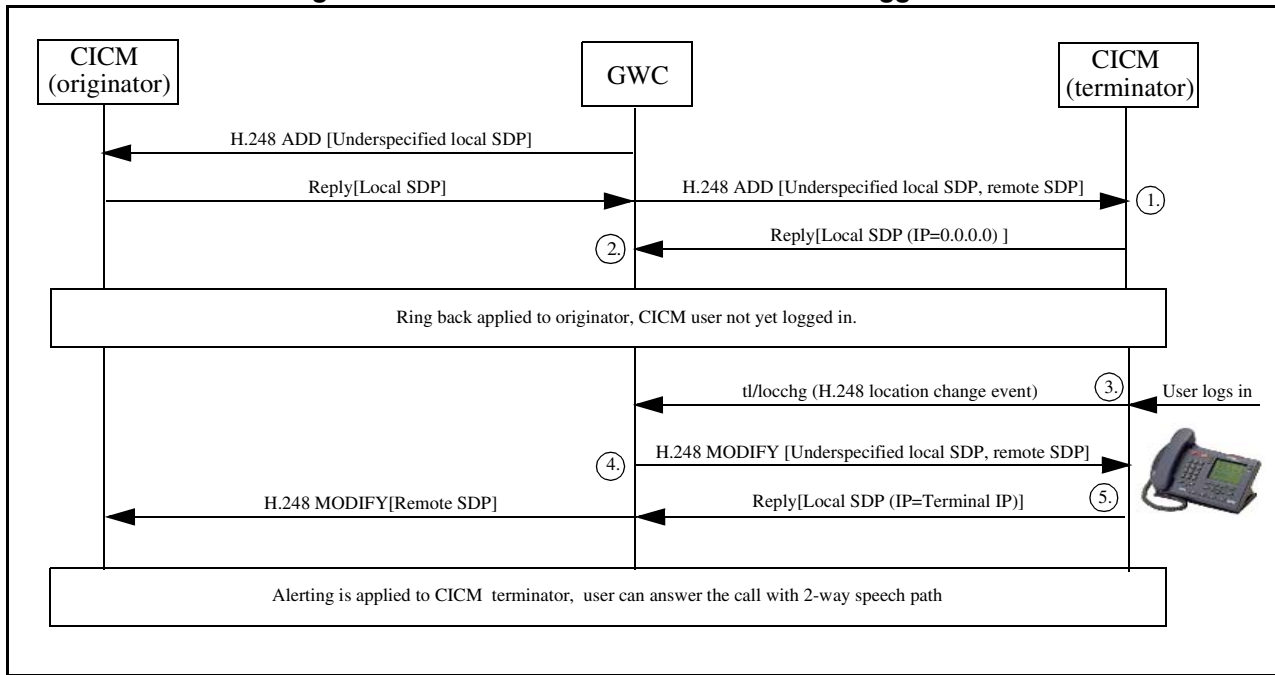 CICM
(originator)
GWC
CICM
(terminator)
H.248 ADD [Underspecified local SDP]
Reply[Local SDP]
H.248 ADD [Underspecified local SDP, remote SDP]
1.
Reply[Local SDP (IP=0.0.0.0) ]
2.
Ring back applied to originator, CICM user not yet logged in.
tl/locchg (H.248 location change event)
3.
User logs in
H.248 MODIFY [Underspecified local SDP, remote SDP]
4.
H.248 MODIFY[Remote SDP]
Reply[Local SDP (IP=Terminal IP)]
5.
Alerting is applied to CICM terminator, user can answer the call with 2-way speech path